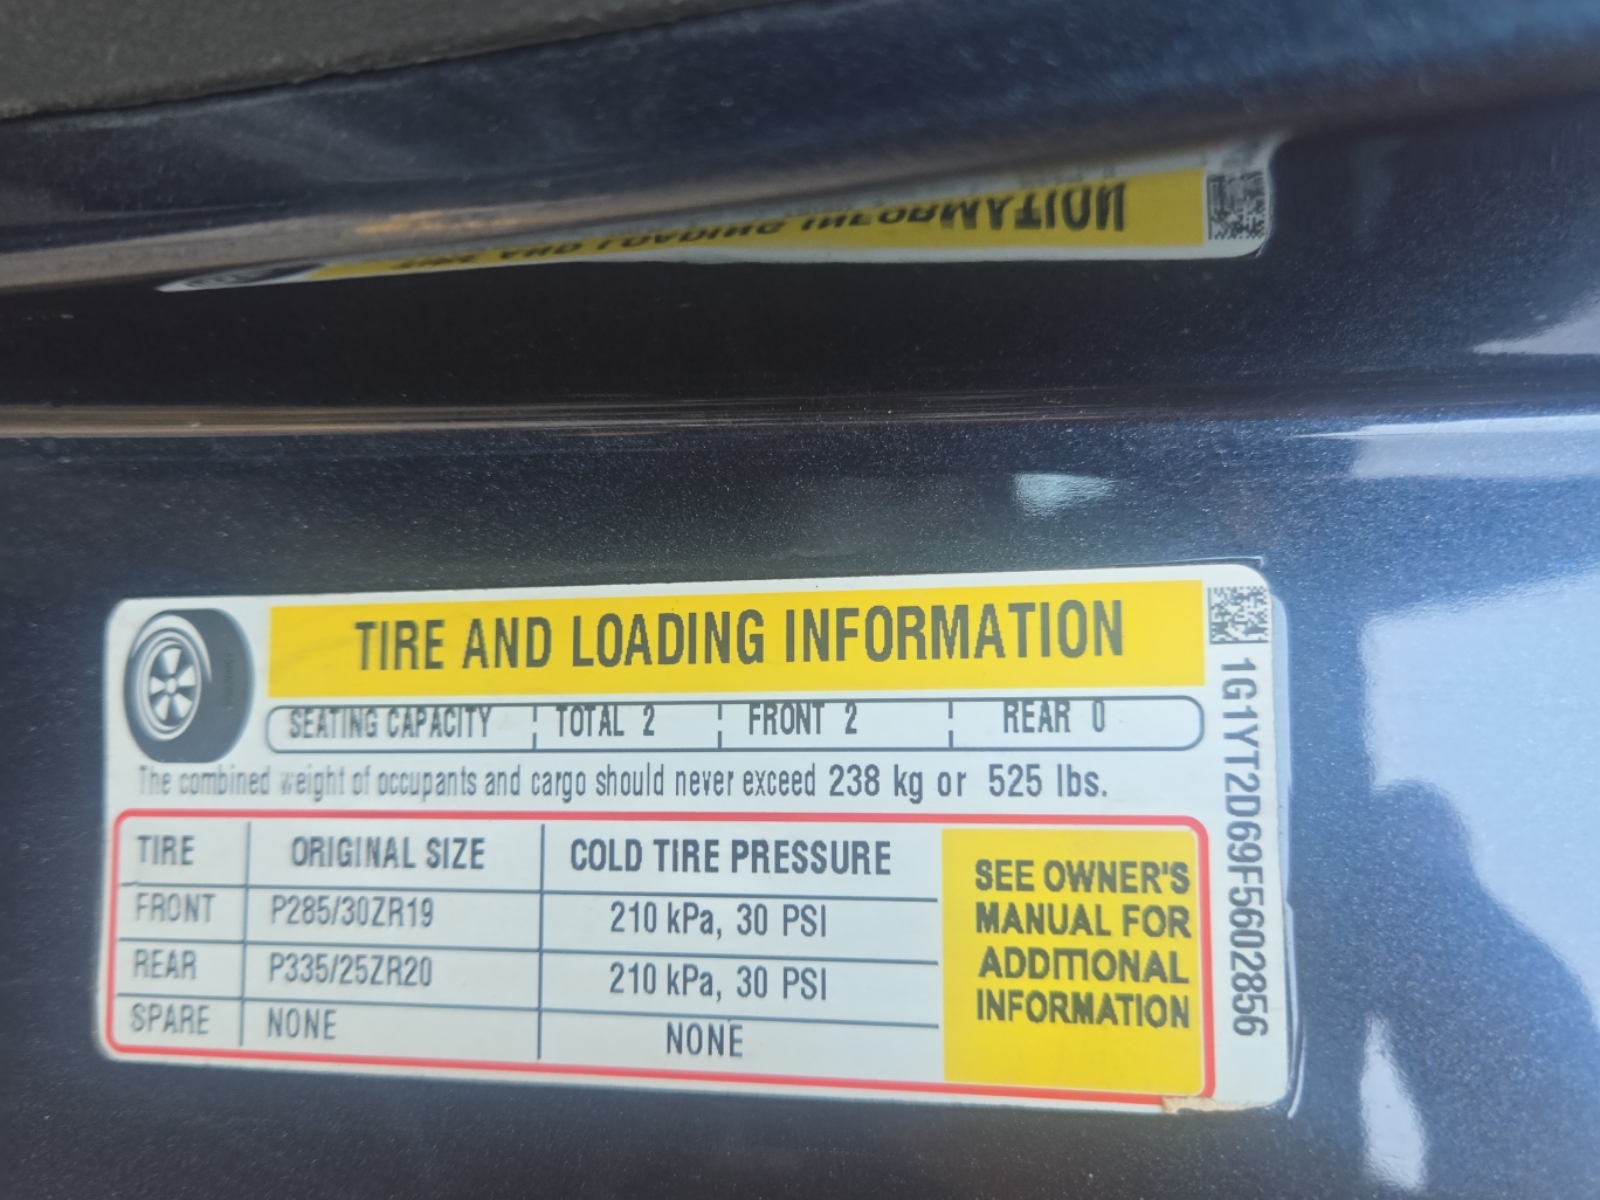 TIRE AND LOADING INFORMATION
SEATING CAPACITY TOTAL 2 FRONT 2 REAR 0
The combined weight of occupants and cargo should never exceed 238 kg or 525 lbs.
TIRE ORIGINAL SIZE COLD TIRE PRESSURE
FRONT P285/30ZR19 210 kPa, 30 PSI
REAR P335/25ZR20 210 kPa, 30 PSI
SPARE NONE NONE
SEE OWNER'S
MANUAL FOR
ADDITIONAL
INFORMATION
1G1YT2D69F5602856